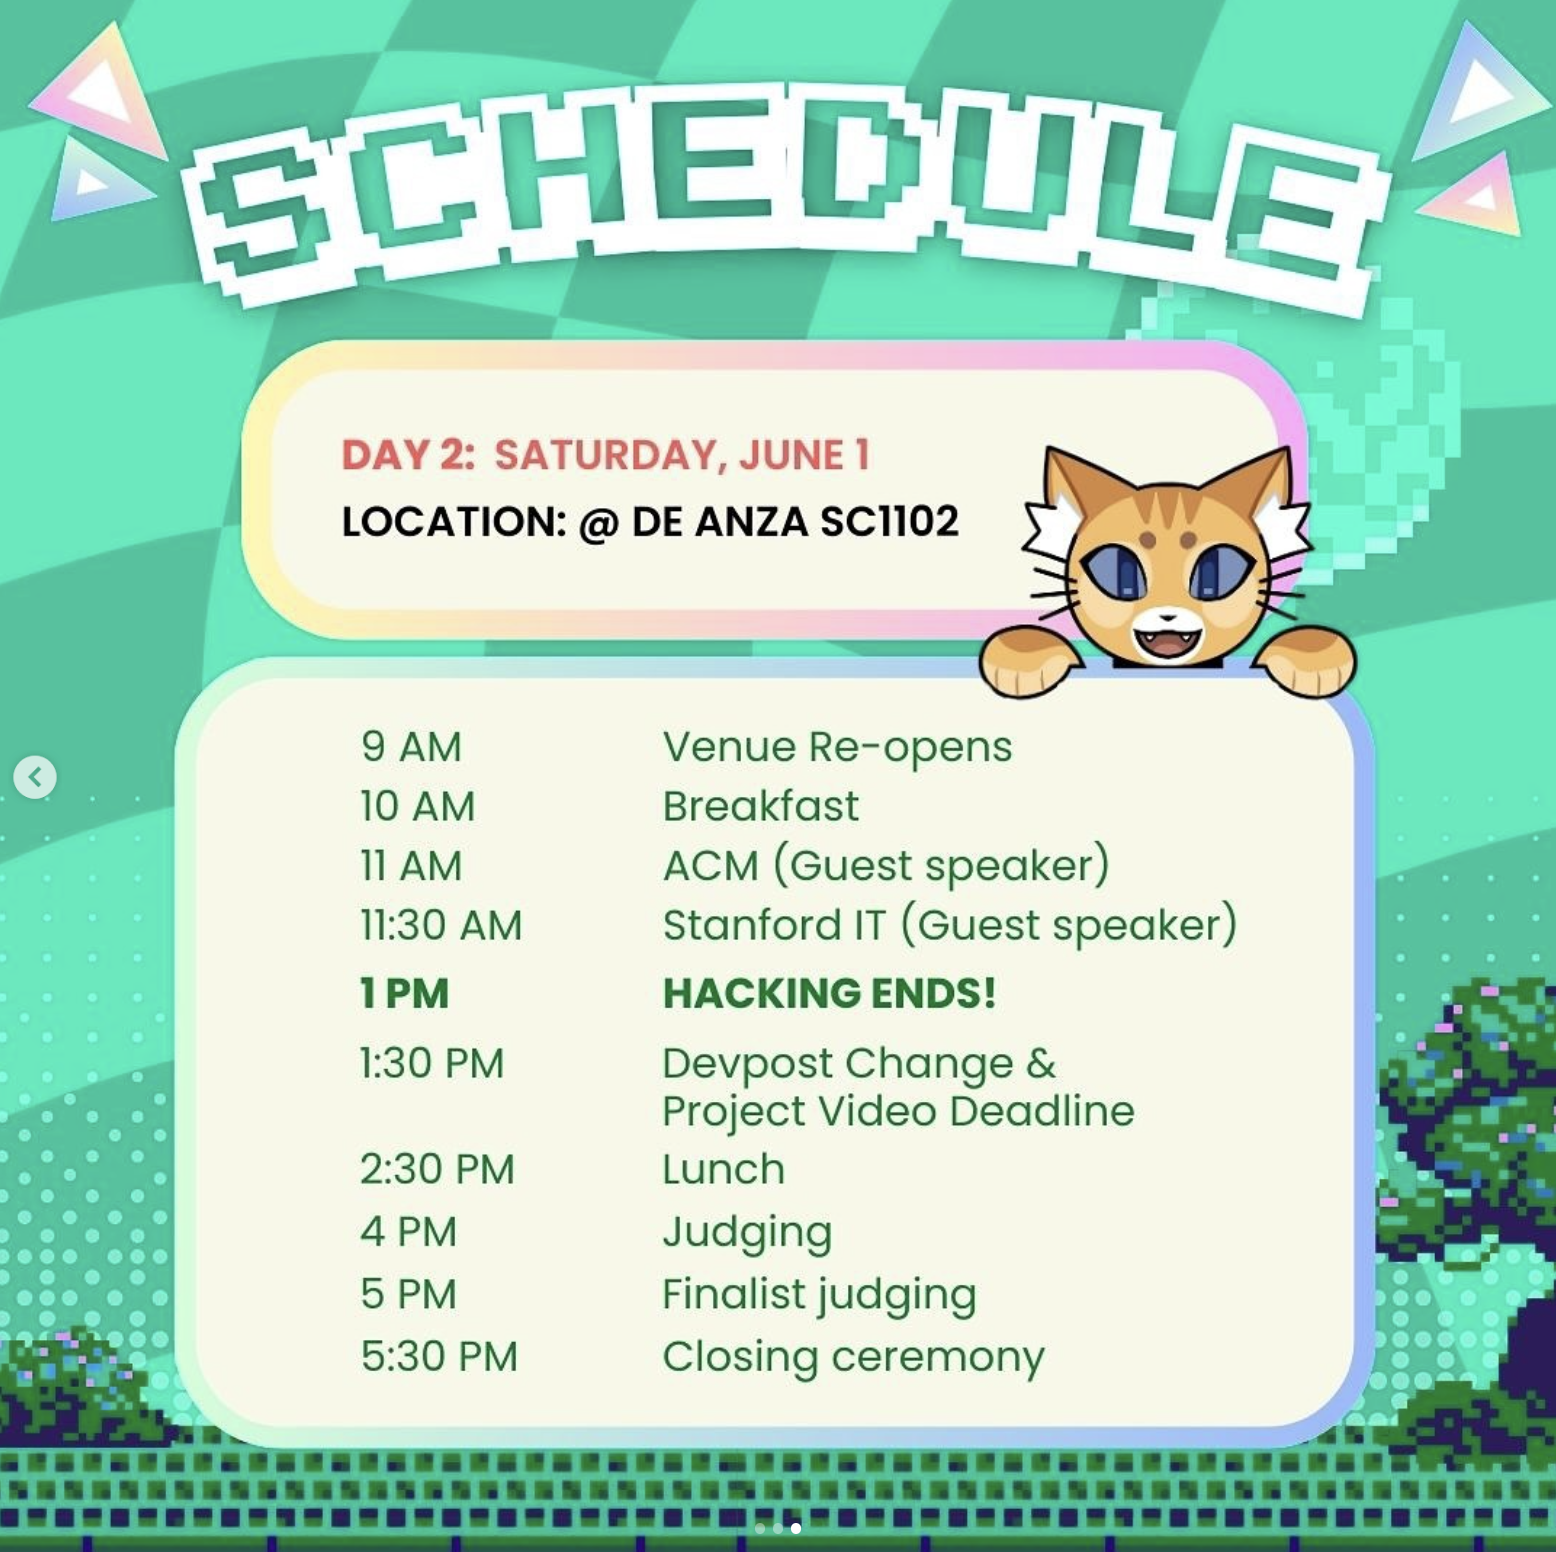 SCHEDULE
DAY 2: SATURDAY, JUNE 1
LOCATION: @ DE ANZA SC1102
9 AM Venue Re-opens
10 AM Breakfast
11 AM ACM (Guest speaker)
11:30 AM Stanford IT (Guest speaker)
1 PM HACKING ENDS!
1:30 PM Devpost Change &
Project Video Deadline
2:30 PM Lunch
4 PM Judging
5 PM Finalist judging
5:30 PM Closing ceremony